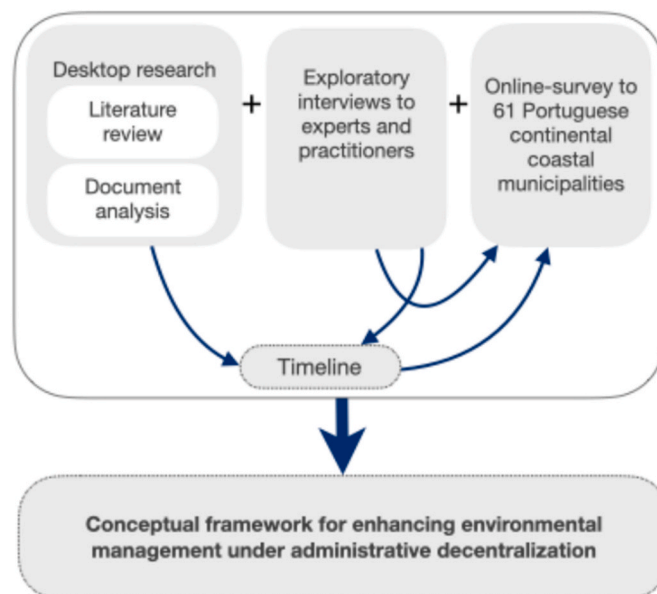 Desktop research
Literature
review
Document
analysis
+
Exploratory
interviews to
experts and
practitioners
+
Online-survey to
61 Portuguese
continental
coastal
municipalities
Timeline
Conceptual framework for enhancing environmental
management under administrative decentralization